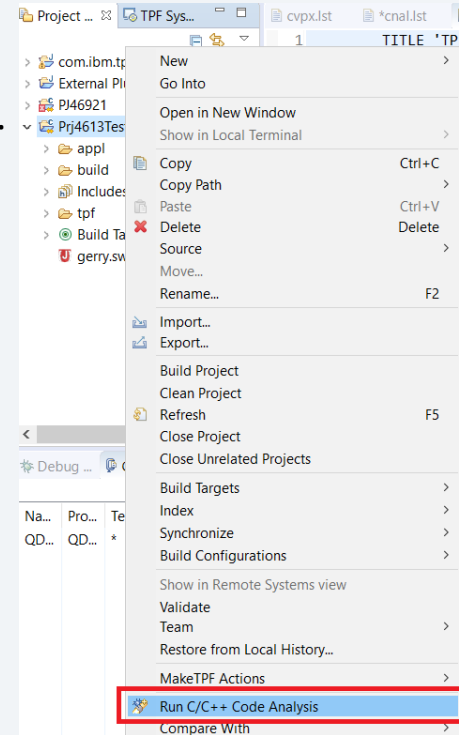 Project ... TPF Sys... cvpx.lst *cnal.lst
1 TITLE 'TP
com.ibm.tp
External Plu
PJ46921
Prj4613Tes
appl
build
Includes
tpf
Build Ta
gerry.sw
New
Go Into
Open in New Window
Show in Local Terminal
Copy Ctrl+C
Copy Path
Paste Ctrl+V
Delete Delete
Source
Move...
Rename... F2
Import...
Export...
Build Project
Clean Project
Refresh F5
Close Project
Close Unrelated Projects
Build Targets
Index
Synchronize
Build Configurations
Show in Remote Systems view
Validate
Team
Restore from Local History...
MakeTPF Actions
Run C/C++ Code Analysis
Compare With
Debug ...
Na... Pro... Te
QD... QD... *